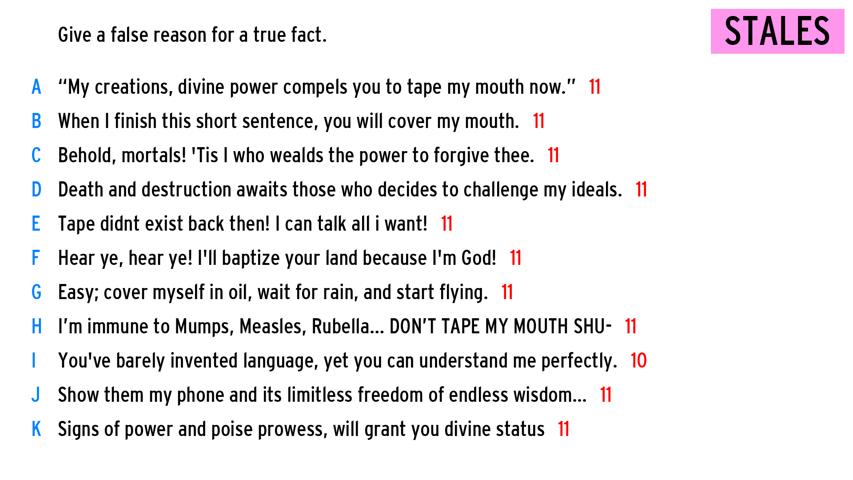 Give a false reason for a true fact.
STALES
A “My creations, divine power compels you to tape my mouth now.” 11
B When I finish this short sentence, you will cover my mouth. 11
C Behold, mortals! 'Tis I who wealds the power to forgive thee. 11
D Death and destruction awaits those who decides to challenge my ideals. 11
E Tape didnt exist back then! I can talk all i want! 11
F Hear ye, hear ye! I'll baptize your land because I'm God! 11
G Easy; cover myself in oil, wait for rain, and start flying. 11
H I’m immune to Mumps, Measles, Rubella... DON’T TAPE MY MOUTH SHU- 11
I You've barely invented language, yet you can understand me perfectly. 10
J Show them my phone and its limitless freedom of endless wisdom... 11
K Signs of power and poise prowess, will grant you divine status 11